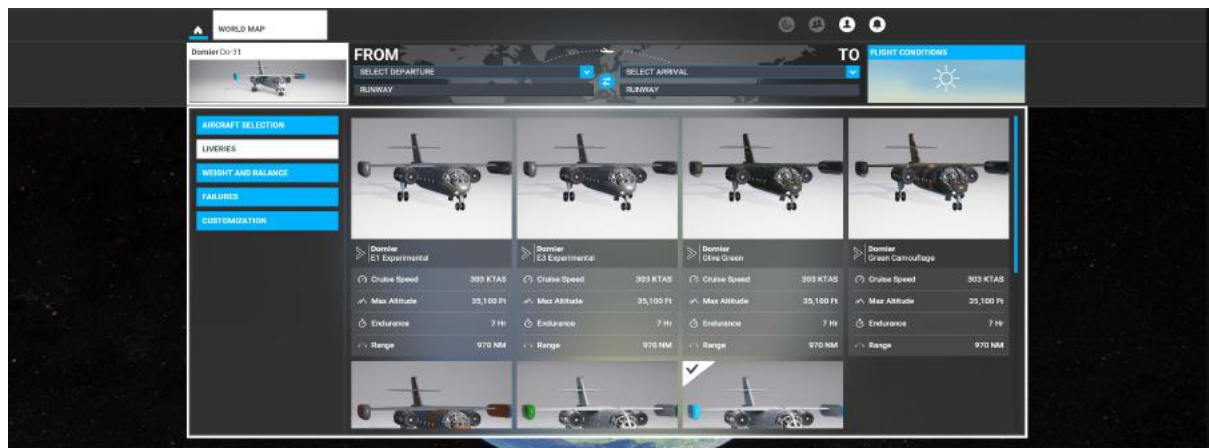 WORLD MAP
Dornier Do-31
FROM
TO
SELECT DEPARTURE
SELECT ARRIVAL
RUNWAY
RUNWAY
FLIGHT CONDITIONS
AIRCRAFT SELECTION
LIVERIES
WEIGHT AND BALANCE
FAILURES
CUSTOMIZATION
Dornier
E1 Experimental
Cruise Speed 303 KTAS
Max Altitude 35,100 Ft
Endurance 7 Hr
Range 970 NM
Dornier
E3 Experimental
Cruise Speed 303 KTAS
Max Altitude 35,100 Ft
Endurance 7 Hr
Range 970 NM
Dornier
Olive Green
Cruise Speed 303 KTAS
Max Altitude 35,100 Ft
Endurance 7 Hr
Range 970 NM
Dornier
Green Camouflage
Cruise Speed 303 KTAS
Max Altitude 35,100 Ft
Endurance 7 Hr
Range 970 NM